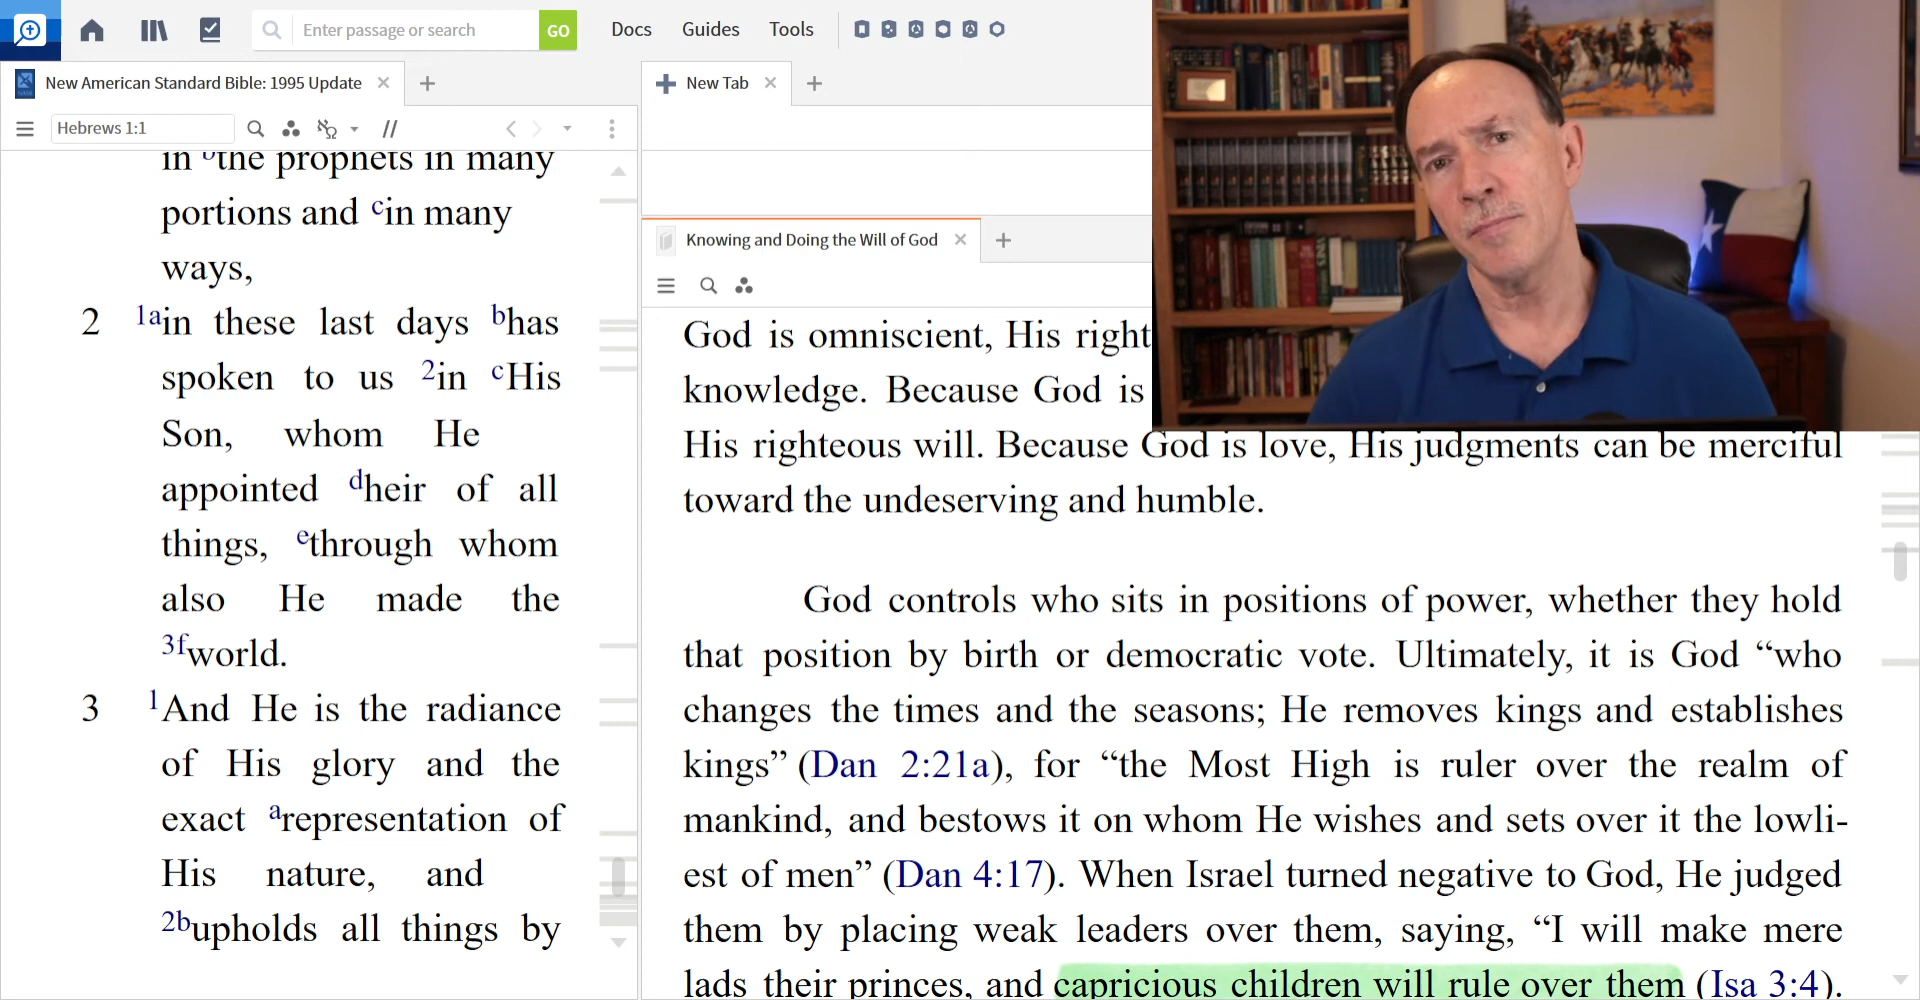 Enter passage or search
GO
Docs
Guides
Tools
New American Standard Bible: 1995 Update
New Tab
Hebrews 1:1
in bthe prophets in many
portions and cin many
ways,
2 1ain these last days bhas
spoken to us 2in cHis
Son, whom He
appointed dheir of all
things, ethrough whom
also He made the
3fworld.
3 1And He is the radiance
of His glory and the
exact arepresentation of
His nature, and
2bupholds all things by
Knowing and Doing the Will of God
God is omniscient, His right
knowledge. Because God is
His righteous will. Because God is love, His judgments can be merciful
toward the undeserving and humble.
God controls who sits in positions of power, whether they hold
that position by birth or democratic vote. Ultimately, it is God “who
changes the times and the seasons; He removes kings and establishes
kings” (Dan 2:21a), for “the Most High is ruler over the realm of
mankind, and bestows it on whom He wishes and sets over it the lowli-
est of men” (Dan 4:17). When Israel turned negative to God, He judged
them by placing weak leaders over them, saying, “I will make mere
lads their princes, and capricious children will rule over them (Isa 3:4).